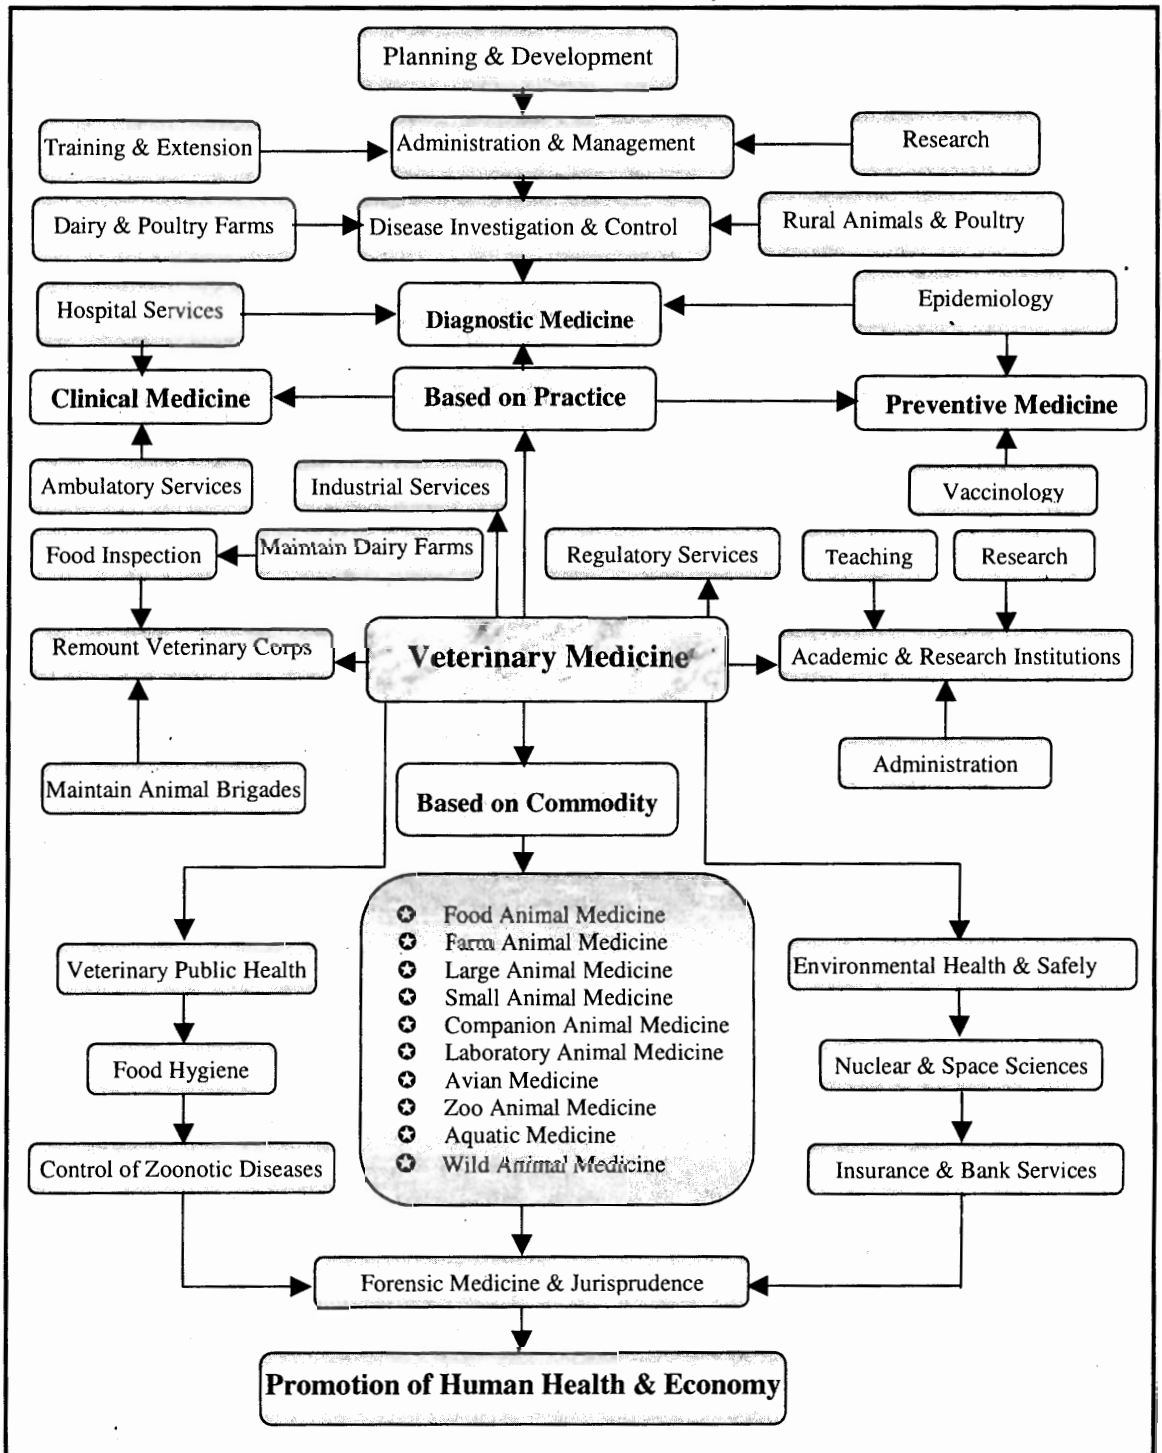 Planning & Development
Training & Extension
Administration & Management
Research
Dairy & Poultry Farms
Disease Investigation & Control
Rural Animals & Poultry
Hospital Services
Diagnostic Medicine
Epidemiology
Clinical Medicine
Based on Practice
Preventive Medicine
Ambulatory Services
Industrial Services
Vaccinology
Food Inspection
Maintain Dairy Farms
Regulatory Services
Teaching
Research
Remount Veterinary Corps
Veterinary Medicine
Academic & Research Institutions
Maintain Animal Brigades
Based on Commodity
Administration
Food Animal Medicine
Farm Animal Medicine
Large Animal Medicine
Small Animal Medicine
Companion Animal Medicine
Laboratory Animal Medicine
Avian Medicine
Zoo Animal Medicine
Aquatic Medicine
Wild Animal Medicine
Veterinary Public Health
Food Hygiene
Control of Zoonotic Diseases
Environmental Health & Safely
Nuclear & Space Sciences
Insurance & Bank Services
Forensic Medicine & Jurisprudence
Promotion of Human Health & Economy